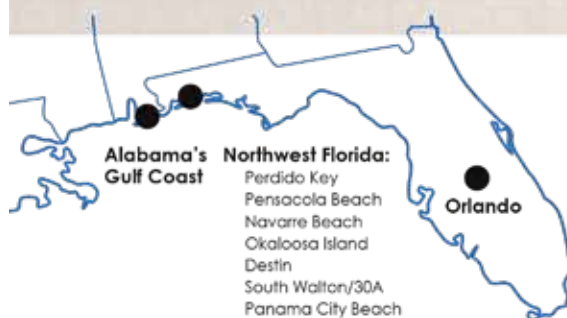 Alabama's
Gulf Coast
Northwest Florida:
Perdido Key
Pensacola Beach
Navarre Beach
Okaloosa Island
Destin
South Walton/30A
Panama City Beach
Orlando